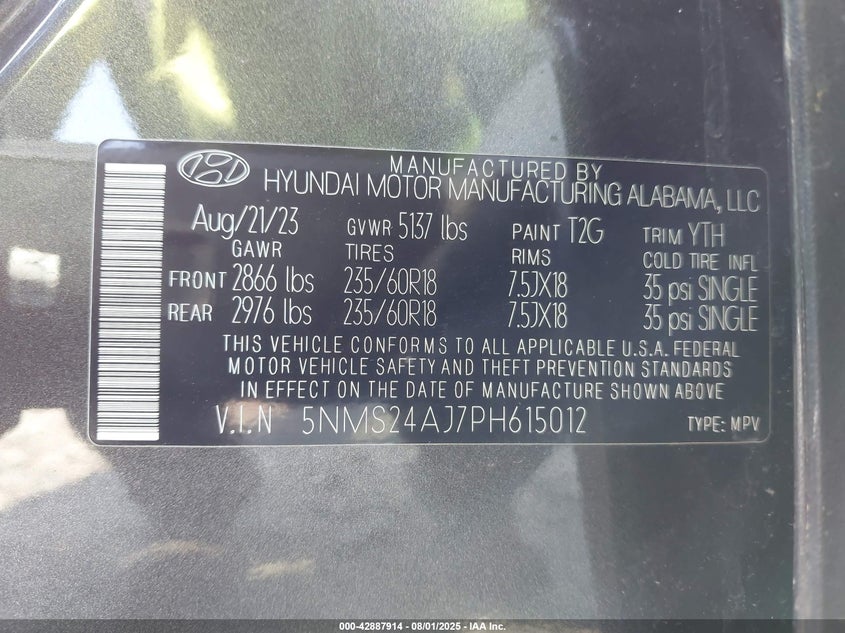 MANUFACTURED BY
HYUNDAI MOTOR MANUFACTURING ALABAMA, LLC
Aug/21/23 GVWR 5137 lbs PAINT T2G TRIM YTH
GAWR TIRES RIMS COLD TIRE INFL
FRONT 2866 lbs 235/60R18 7.5JX18 35 psi SINGLE
REAR 2976 lbs 235/60R18 7.5JX18 35 psi SINGLE
THIS VEHICLE CONFORMS TO ALL APPLICABLE U.S.A. FEDERAL
MOTOR VEHICLE SAFETY AND THEFT PREVENTION STANDARDS
IN EFFECT ON THE DATE OF MANUFACTURE SHOWN ABOVE
V.I.N 5NMS24AJ7PH615012 TYPE: MPV
000-42887914 - 08/01/2025 - IAA Inc.